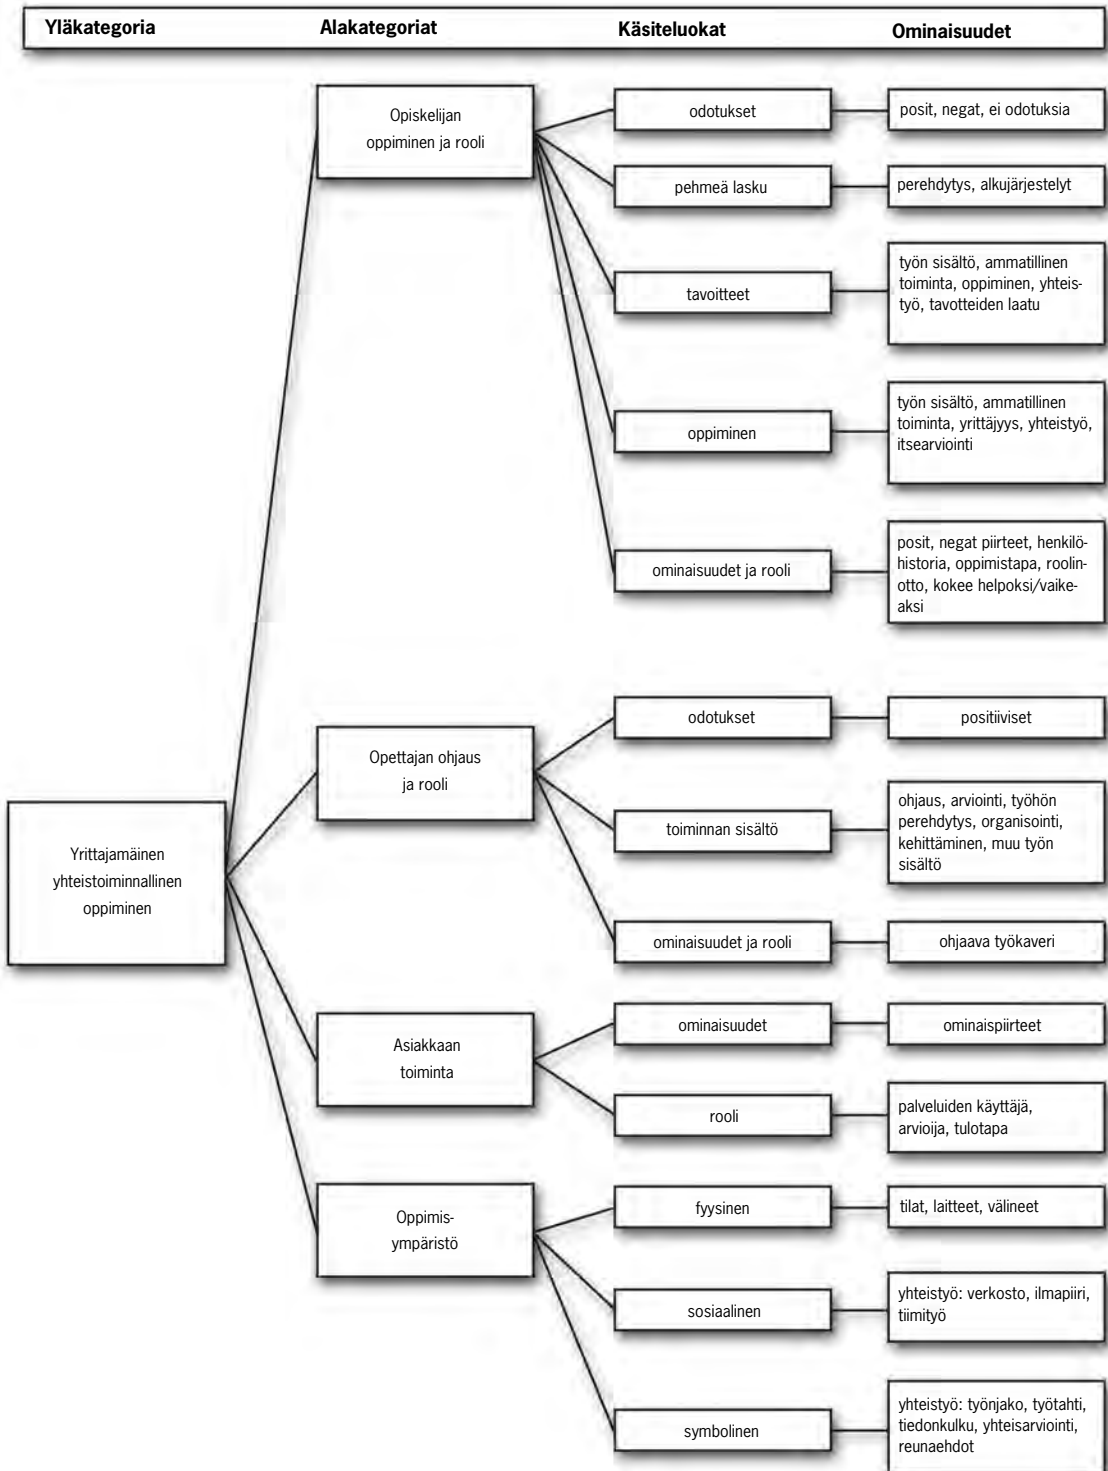 Yläkategoria Alakategoriat Käsiteluokat Ominaisuudet
Opiskelijan
oppiminen ja rooli
odotukset
posit, negat, ei odotuksia
pehmeä lasku
perehdytys, alkujärjestelyt
tavoitteet
työn sisältö, ammatillinen
toiminta, oppiminen, yhteis-
työ, tavotteiden laatu
oppiminen
työn sisältö, ammatillinen
toiminta, yrittäjyys, yhteistyö,
itsearviointi
ominaisuudet ja rooli
posit, negat piirteet, henkilö-
historia, oppimistapa, roolin-
otto, kokee helpoksi/vaike-
aksi
Yrittajamäinen
yhteistoiminnallinen
oppiminen
Opettajan ohjaus
ja rooli
odotukset
positiiviset
toiminnan sisältö
ohjaus, arviointi, työhön
perehdytys, organisointi,
kehittäminen, muu työn
sisältö
ominaisuudet ja rooli
ohjaava työkaveri
Asiakkaan
toiminta
ominaisuudet
ominaispiirteet
rooli
palveluiden käyttäjä,
arvioija, tulotapa
Oppimis-
ympäristö
fyysinen
tilat, laitteet, välineet
sosiaalinen
yhteistyö: verkosto, ilmapiiri,
tiimityö
symbolinen
yhteistyö: työnjako, työtahti,
tiedonkulku, yhteisarviointi,
reunaehdot